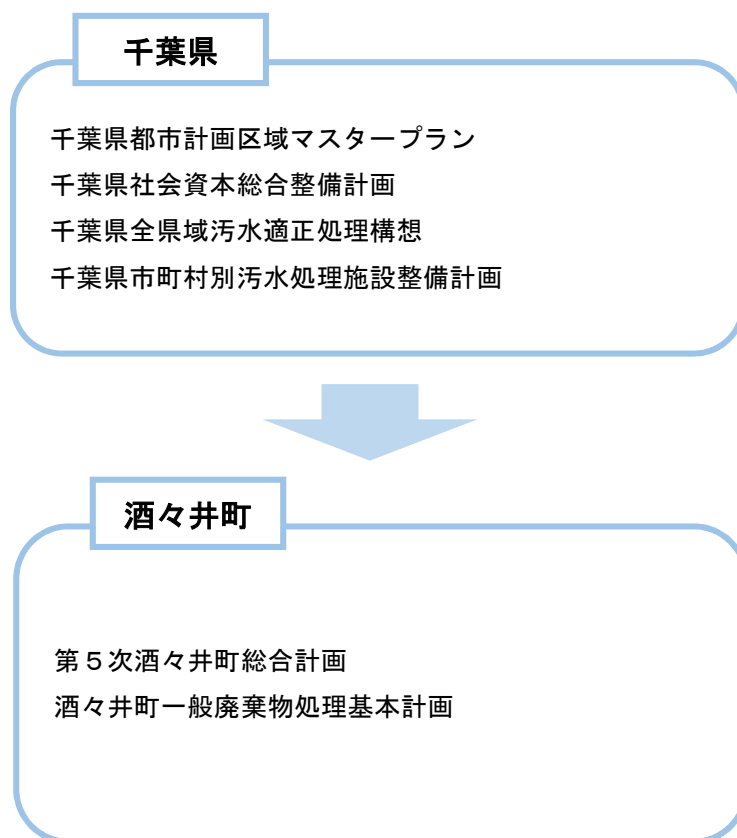 千葉県
千葉県都市計画区域マスタープラン
千葉県社会資本総合整備計画
千葉県全県域汚水適正処理構想
千葉県市町村別汚水処理施設整備計画
酒々井町
第５次酒々井町総合計画
酒々井町一般廃棄物処理基本計画